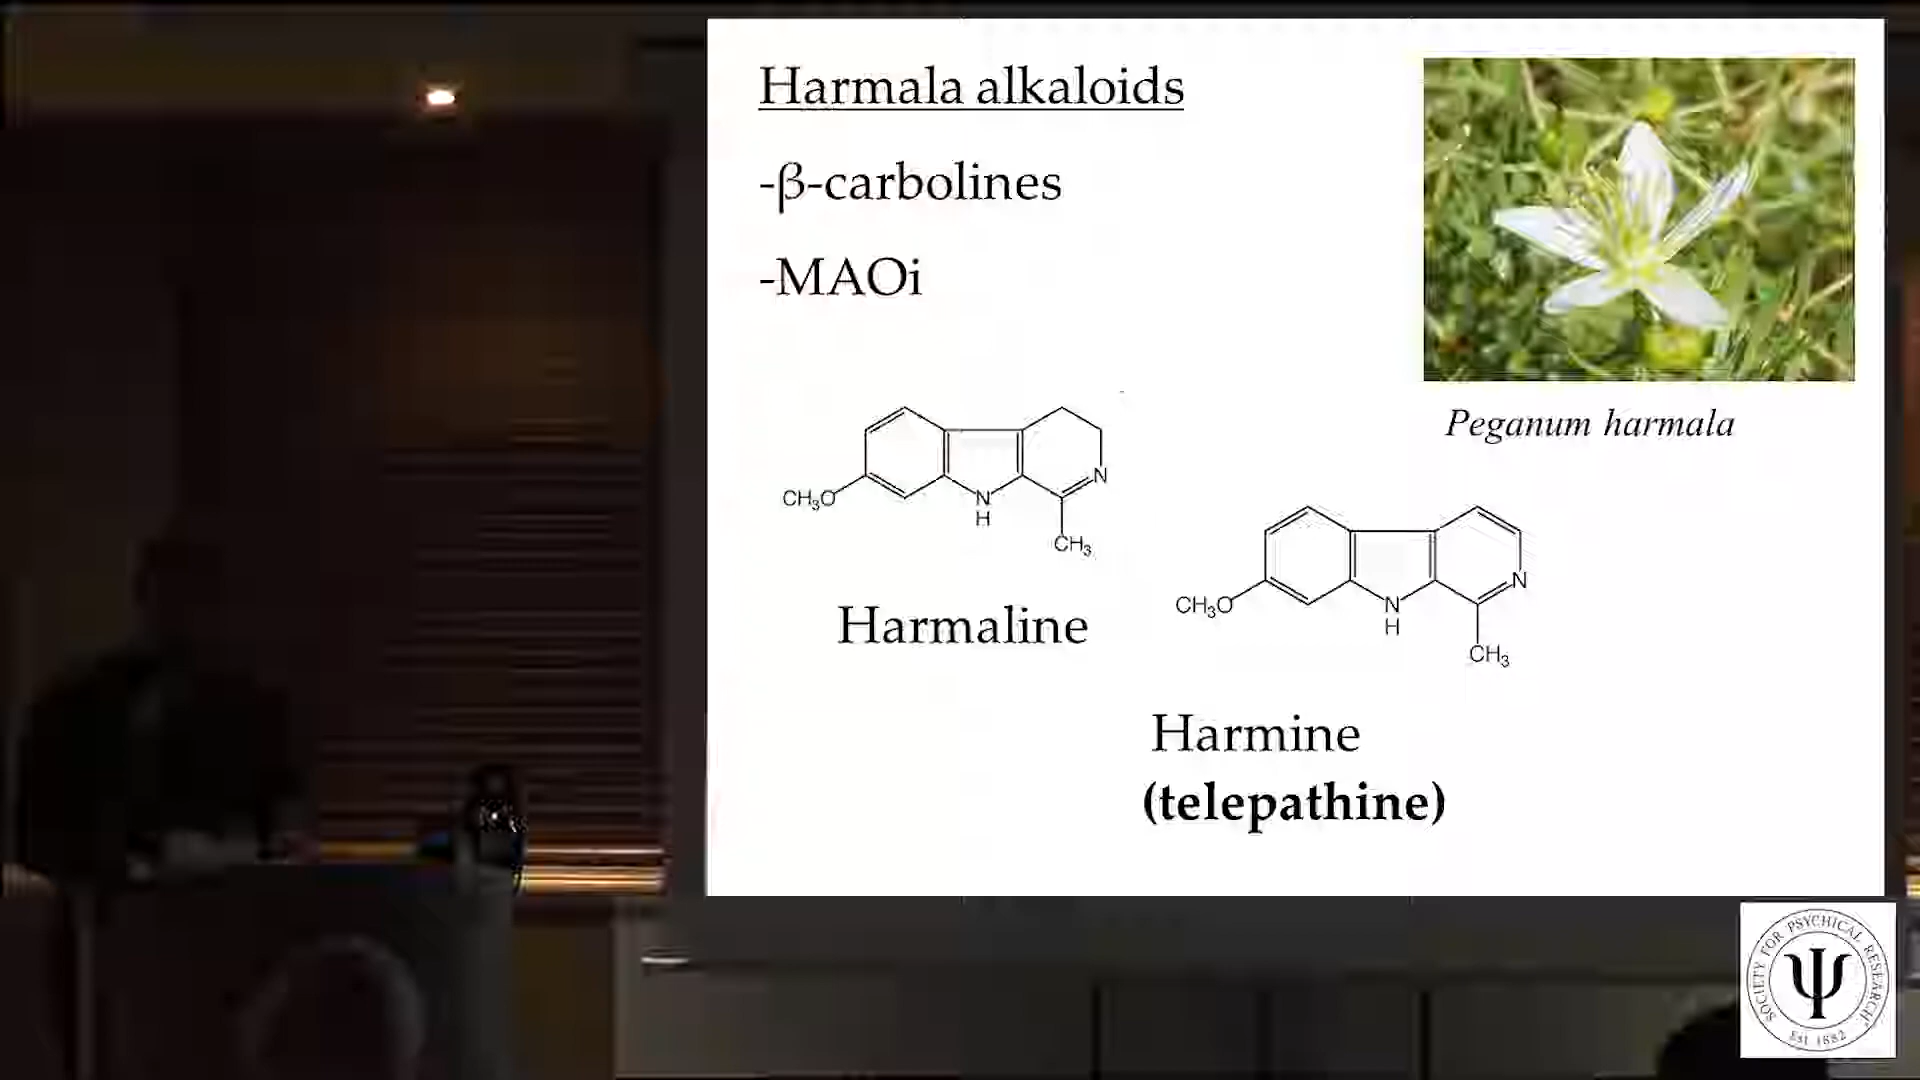 Harmala alkaloids
-β-carbolines
-MAOi
Peganum harmala
CH₃O
N
H
N
CH₃
Harmaline
CH₃O
N
H
N
CH₃
Harmine
(telepathine)
SOCIETY FOR PSYCHICAL RESEARCH
Est 1882